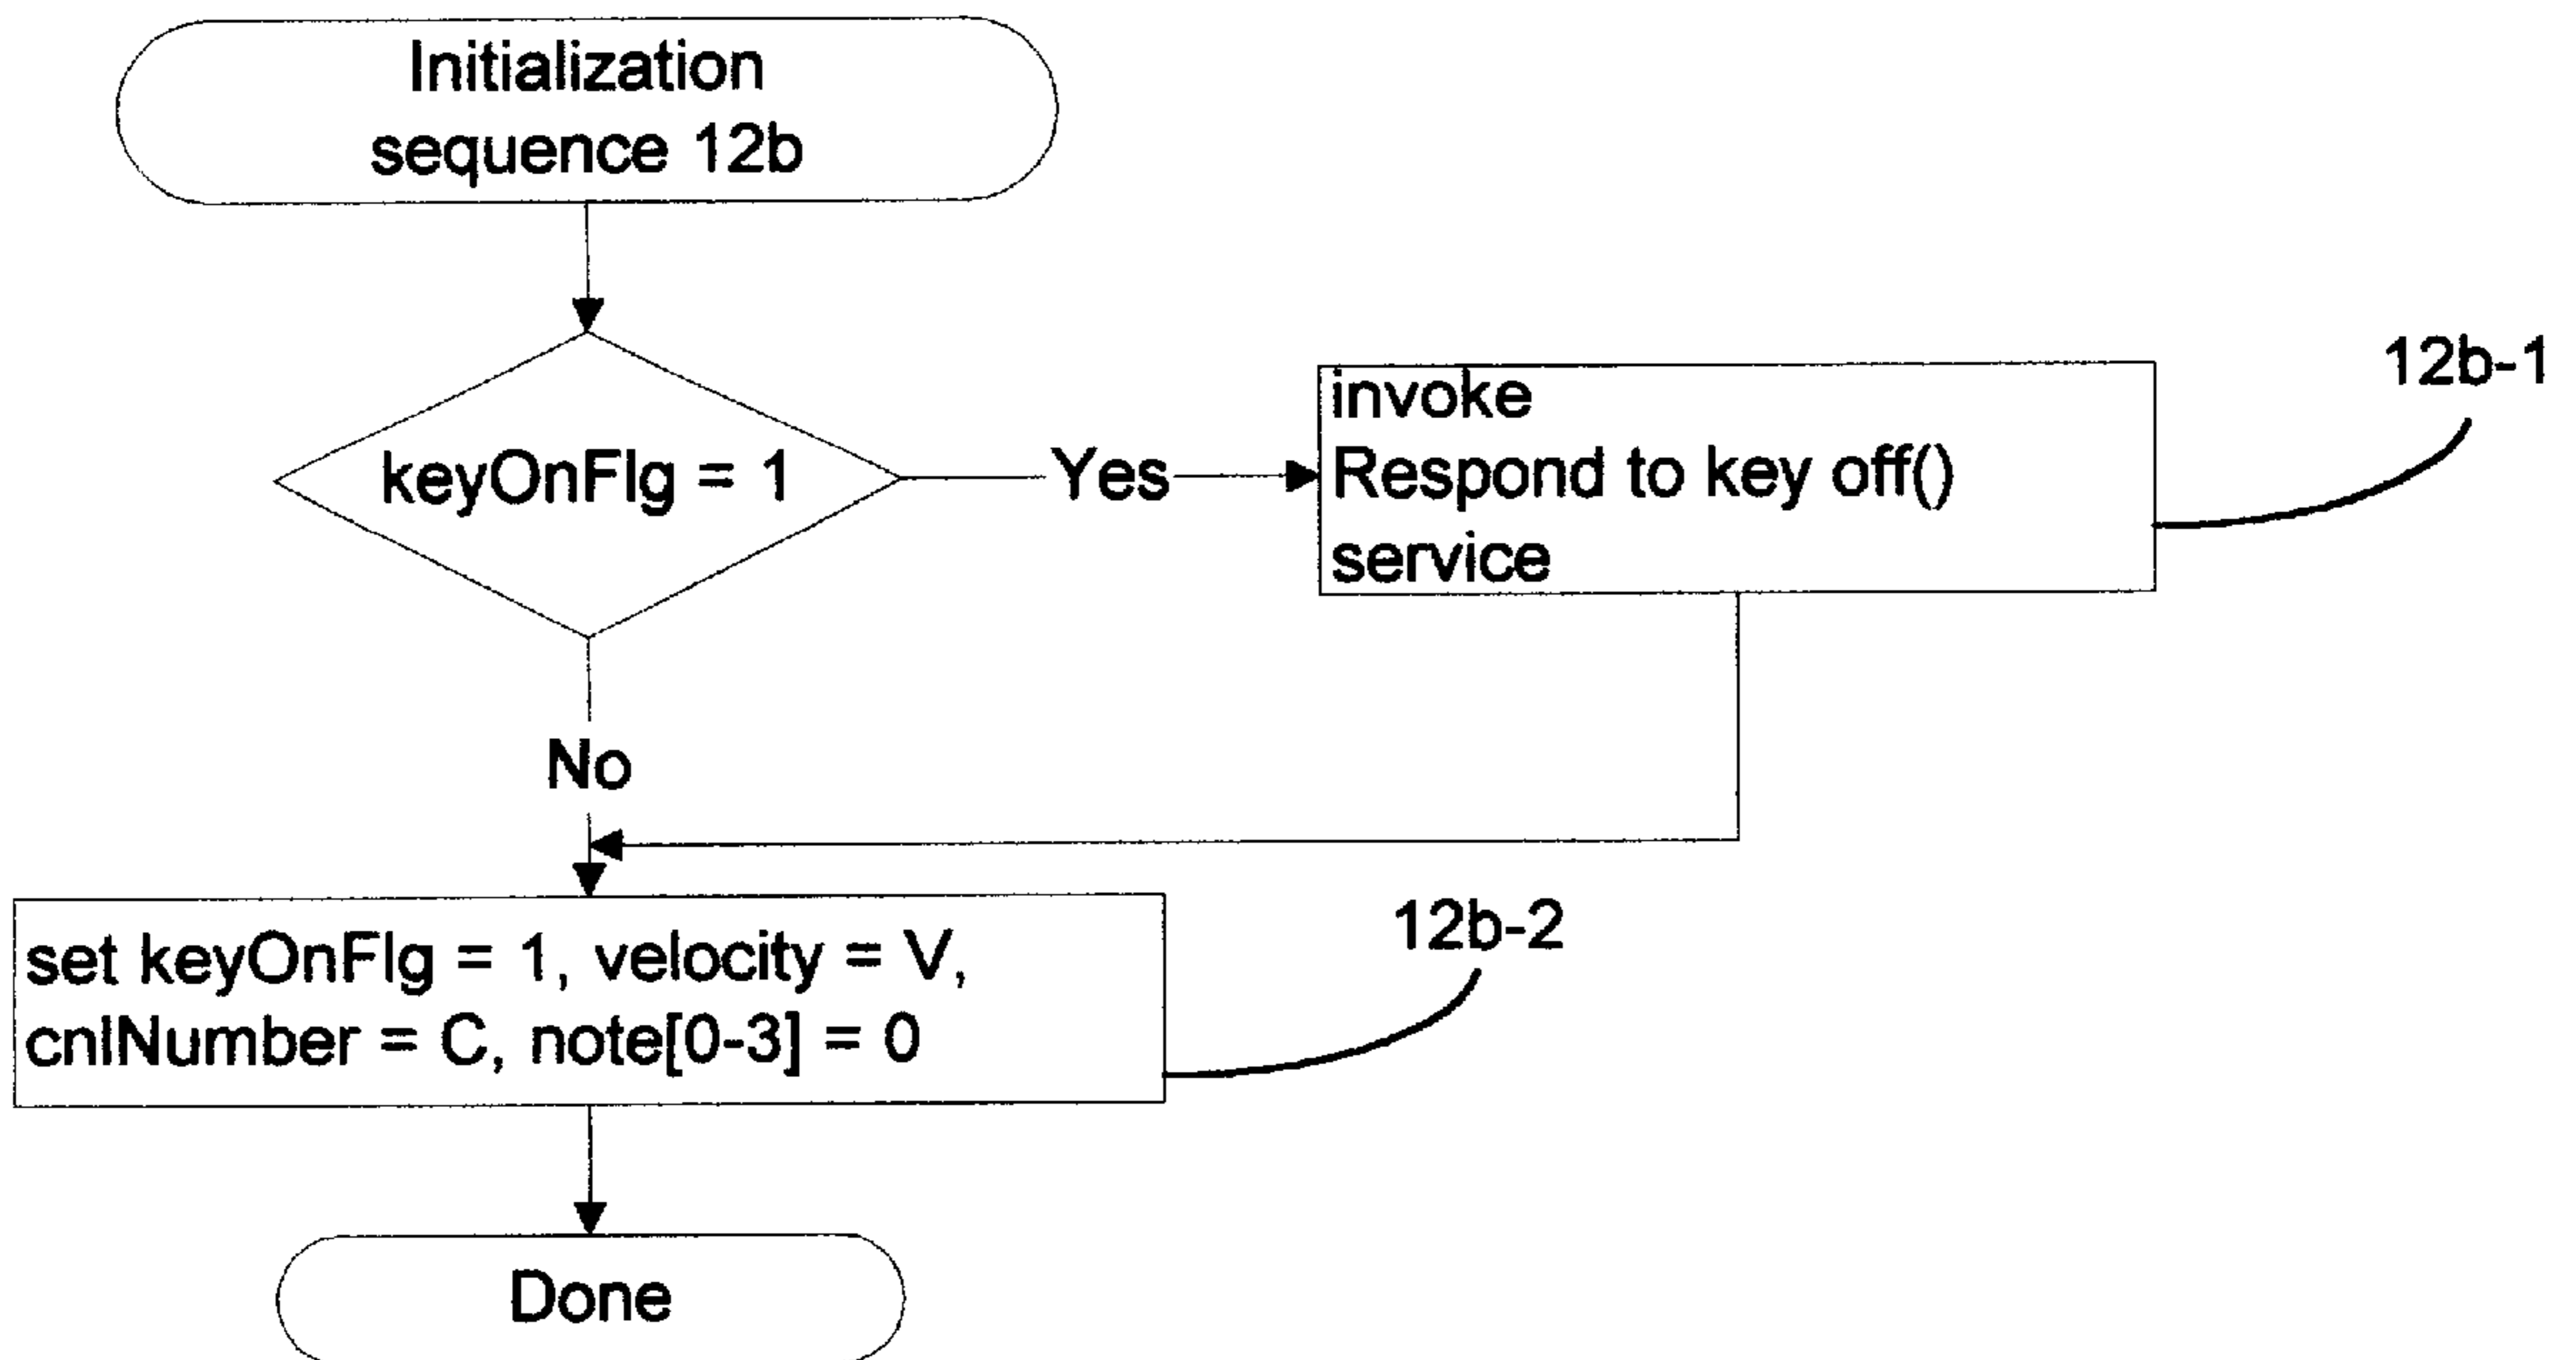 Initialization
sequence 12b
keyOnFlg = 1
Yes
invoke
Respond to key off()
service
12b-1
No
set keyOnFlg = 1, velocity = V,
cnlNumber = C, note[0-3] = 0
12b-2
Done